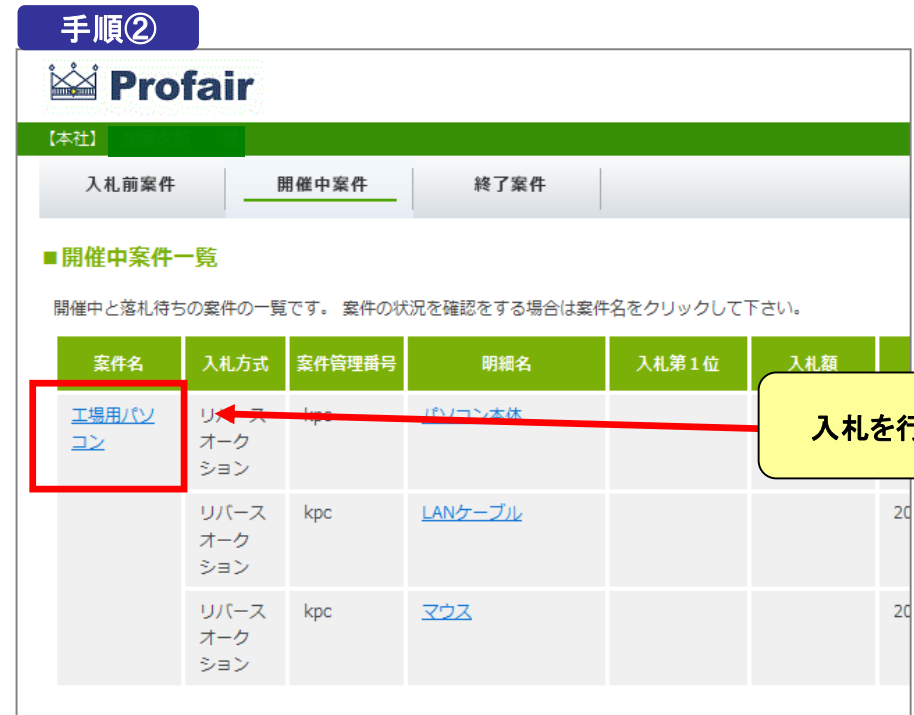 手順②
Profair
【本社】
入札前案件 開催中案件 終了案件
■開催中案件一覧
開催中と落札待ちの案件の一覧です。 案件の状況を確認をする場合は案件名をクリックして下さい。
案件名 入札方式 案件管理番号 明細名 入札第1位 入札額
工場用パソ
コン
リバース
オーク
ション
kpc
パソコン本体
入札を行
リバース
オーク
ション
kpc
LANケーブル
20
リバース
オーク
ション
kpc
マウス
20